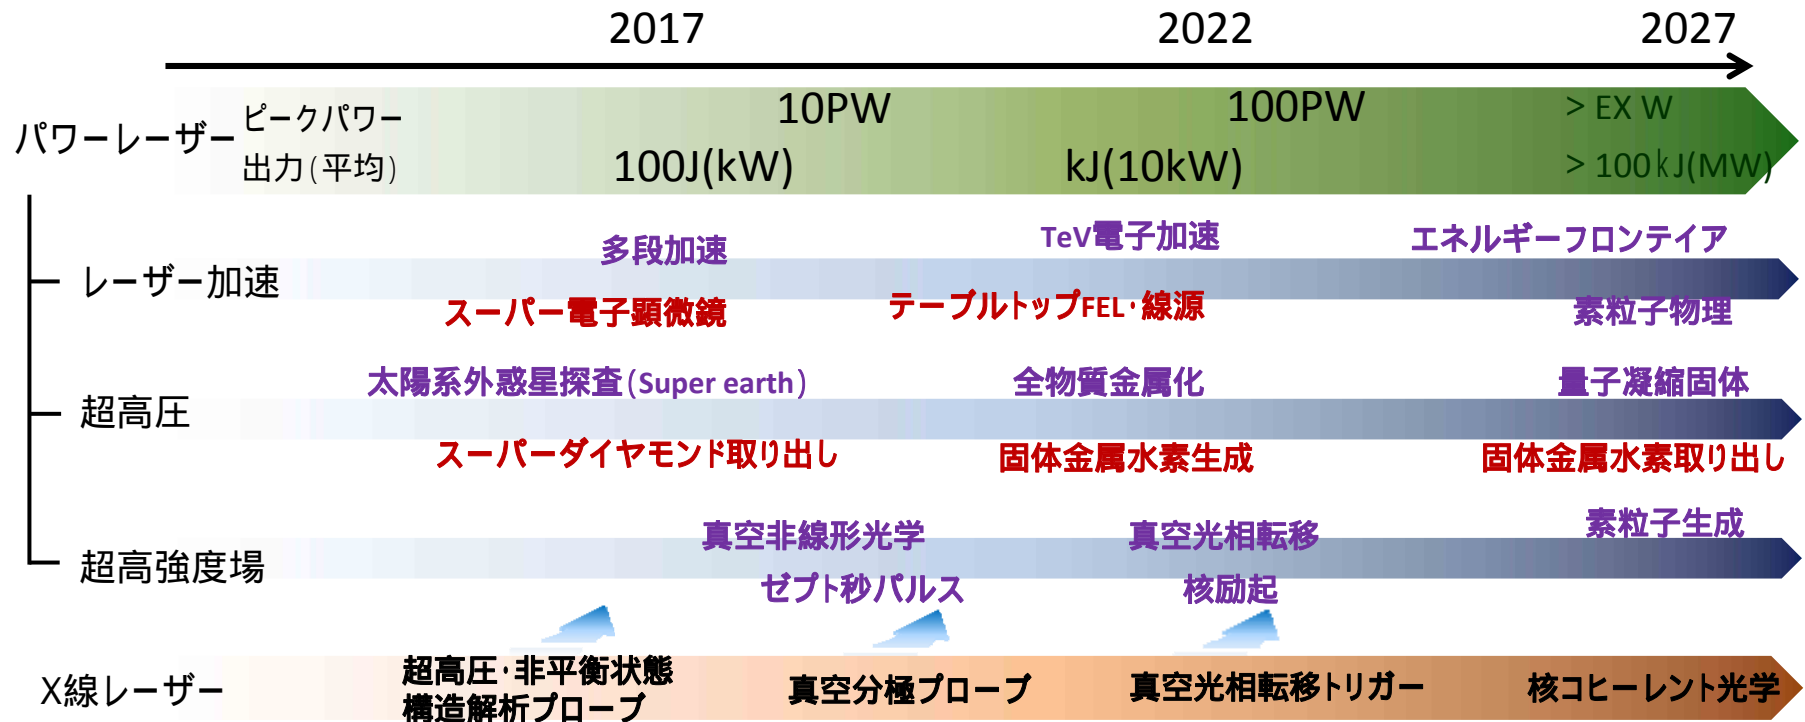 2017 2022 2027
パワーレーザー
ピークパワー 10PW 100PW > EX W
出力(平均) 100J(kW) kJ(10kW) > 100kJ(MW)
多段加速 TeV電子加速 エネルギーフロンテイア
レーザー加速
スーパー電子顕微鏡 テーブルトップFEL・線源 素粒子物理
太陽系外惑星探査(Super earth) 全物質金属化 量子凝縮固体
超高圧
スーパーダイヤモンド取り出し 固体金属水素生成 固体金属水素取り出し
真空非線形光学 真空光相転移 素粒子生成
超高強度場
ゼプト秒パルス 核励起
X線レーザー
超高圧・非平衡状態
構造解析プローブ
真空分極プローブ 真空光相転移トリガー 核コヒーレント光学